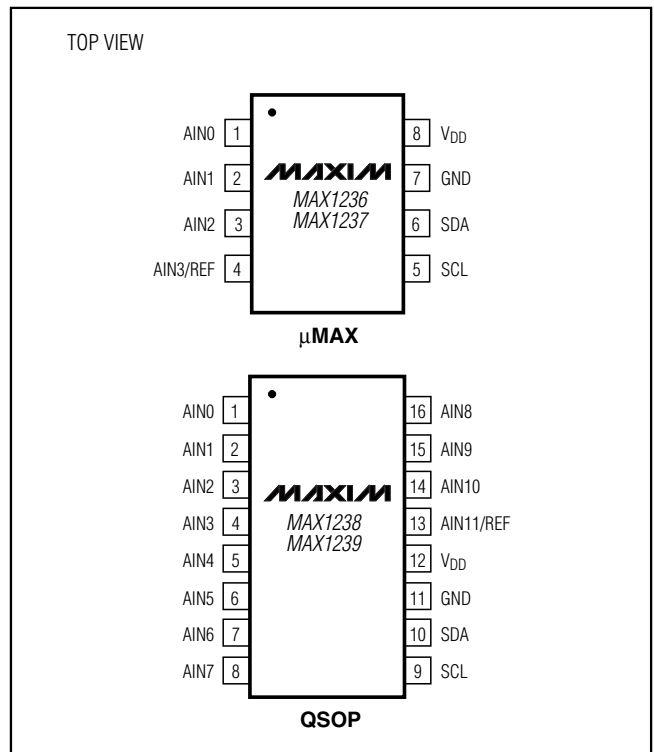 TOP VIEW
AIN0 1 8 VDD
AIN1 2 MAXIM 7 GND
MAX1236
MAX1237
AIN2 3 6 SDA
AIN3/REF 4 5 SCL
μMAX
AIN0 1 16 AIN8
AIN1 2 15 AIN9
AIN2 3 MAXIM 14 AIN10
AIN3 4 MAX1238 13 AIN11/REF
MAX1239
AIN4 5 12 VDD
AIN5 6 11 GND
AIN6 7 10 SDA
AIN7 8 9 SCL
QSOP